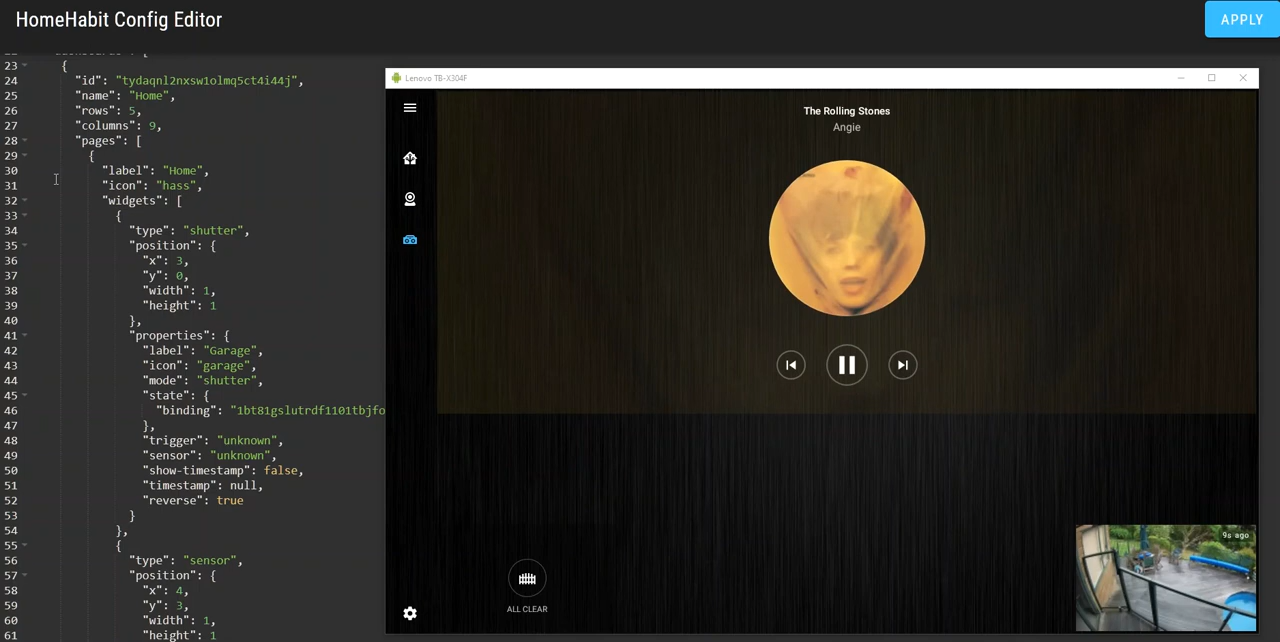 HomeHabit Config Editor
APPLY
23 {
24 "id": "tydaqnl2nxsw1olmq5ct4i44j",
25 "name": "Home",
26 "rows": 5,
27 "columns": 9,
28 "pages": [
29 {
30 "label": "Home",
31 "icon": "hass",
32 "widgets": [
33 {
34 "type": "shutter",
35 "position": {
36 "x": 3,
37 "y": 0,
38 "width": 1,
39 "height": 1
40 },
41 "properties": {
42 "label": "Garage",
43 "icon": "garage",
44 "mode": "shutter",
45 "state": {
46 "binding": "1bt81gslutrdf1101tbjfo
47 },
48 "trigger": "unknown",
49 "sensor": "unknown",
50 "show-timestamp": false,
51 "timestamp": null,
52 "reverse": true
53 }
54 },
55 {
56 "type": "sensor",
57 "position": {
58 "x": 4,
59 "y": 3,
60 "width": 1,
61 "height": 1
Lenovo TB-X304F
The Rolling Stones
Angie
ALL CLEAR
9s ago